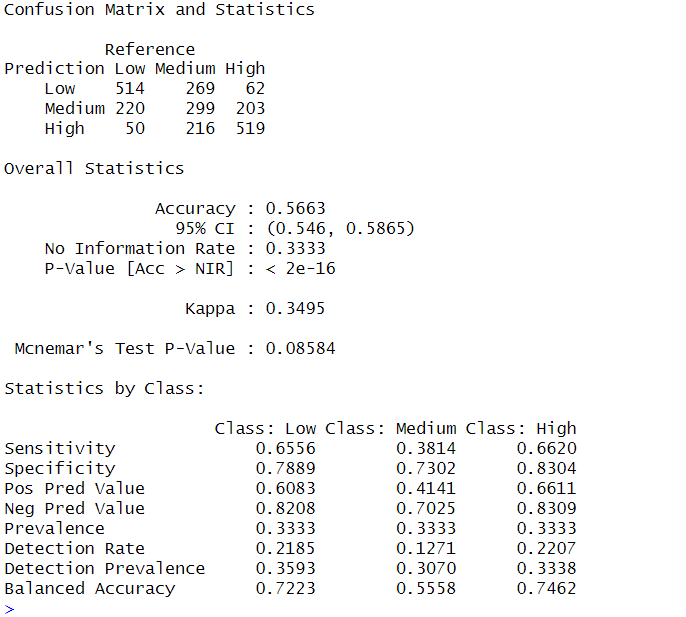 Confusion Matrix and Statistics
Reference
Prediction Low Medium High
Low 514 269 62
Medium 220 299 203
High 50 216 519
Overall Statistics
Accuracy : 0.5663
95% CI : (0.546, 0.5865)
No Information Rate : 0.3333
P-Value [Acc > NIR] : < 2e-16
Kappa : 0.3495
Mcnemar's Test P-Value : 0.08584
Statistics by Class:
Class: Low Class: Medium Class: High
Sensitivity 0.6556 0.3814 0.6620
Specificity 0.7889 0.7302 0.8304
Pos Pred Value 0.6083 0.4141 0.6611
Neg Pred Value 0.8208 0.7025 0.8309
Prevalence 0.3333 0.3333 0.3333
Detection Rate 0.2185 0.1271 0.2207
Detection Prevalence 0.3593 0.3070 0.3338
Balanced Accuracy 0.7223 0.5558 0.7462
>